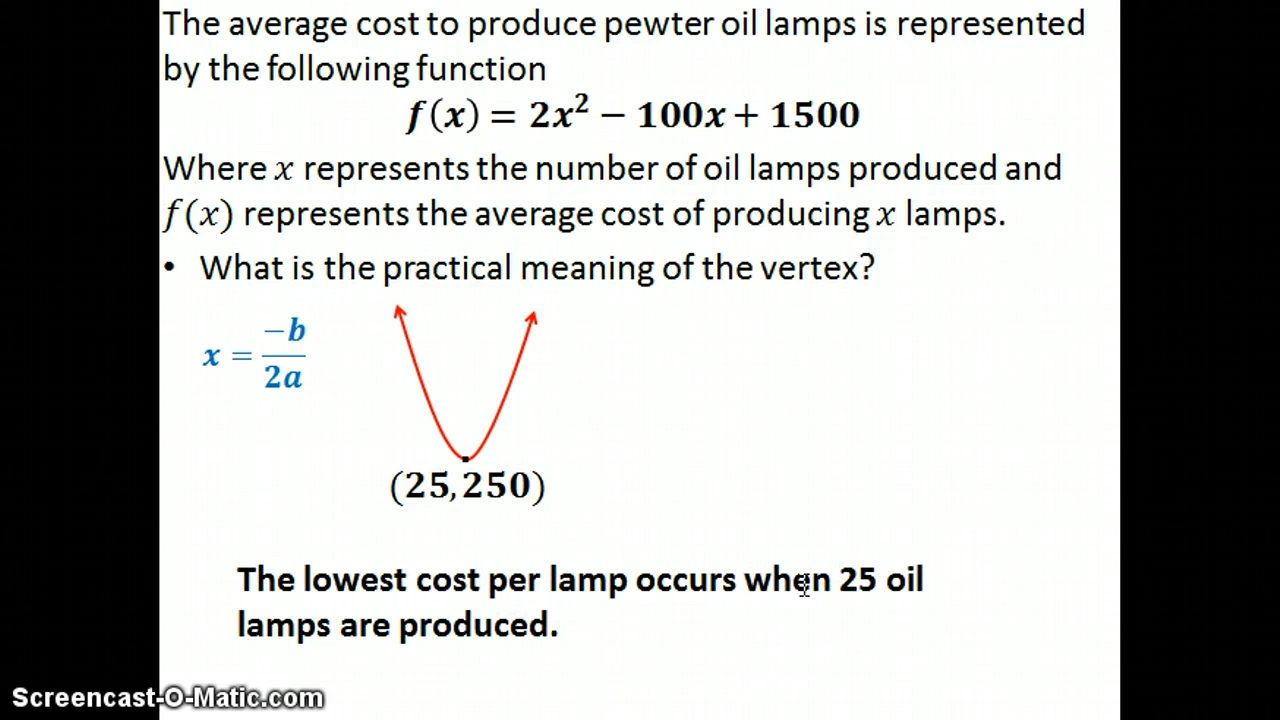 The average cost to produce pewter oil lamps is represented
by the following function
f(x) = 2x² − 100x + 1500
Where x represents the number of oil lamps produced and
f(x) represents the average cost of producing x lamps.
• What is the practical meaning of the vertex?
x = −b/2a
(25,250)
The lowest cost per lamp occurs when 25 oil
lamps are produced.
Screencast-O-Matic.com